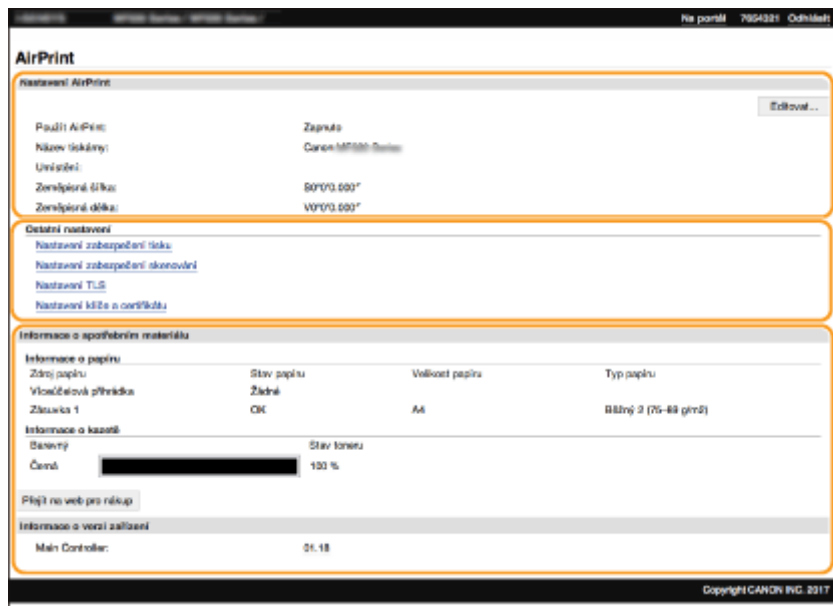 Na portál 7654321 Odhlásit
AirPrint
Nastavení AirPrint
Editovat...
Použít AirPrint: Zapnuto
Název tiskárny: Canon
Umístění:
Zeměpisná šířka: S0°0'0.000"
Zeměpisná délka: V0°0'0.000"
Ostatní nastavení
Nastavení zabezpečení tisku
Nastavení zabezpečení skenování
Nastavení TLS
Nastavení klíče a certifikátu
Informace o spotřebním materiálu
Informace o papíru
Zdroj papíru Stav papíru Velikost papíru Typ papíru
Víceúčelová přihrádka Žádné
Zásuvka 1 OK A4 Běžný 2 (75-89 g/m2)
Informace o kazetě
Barevný Stav toneru
Černá 100 %
Přejít na web pro nákup
Informace o verzi zařízení
Main Controller: 01.18
Copyright CANON INC. 2017